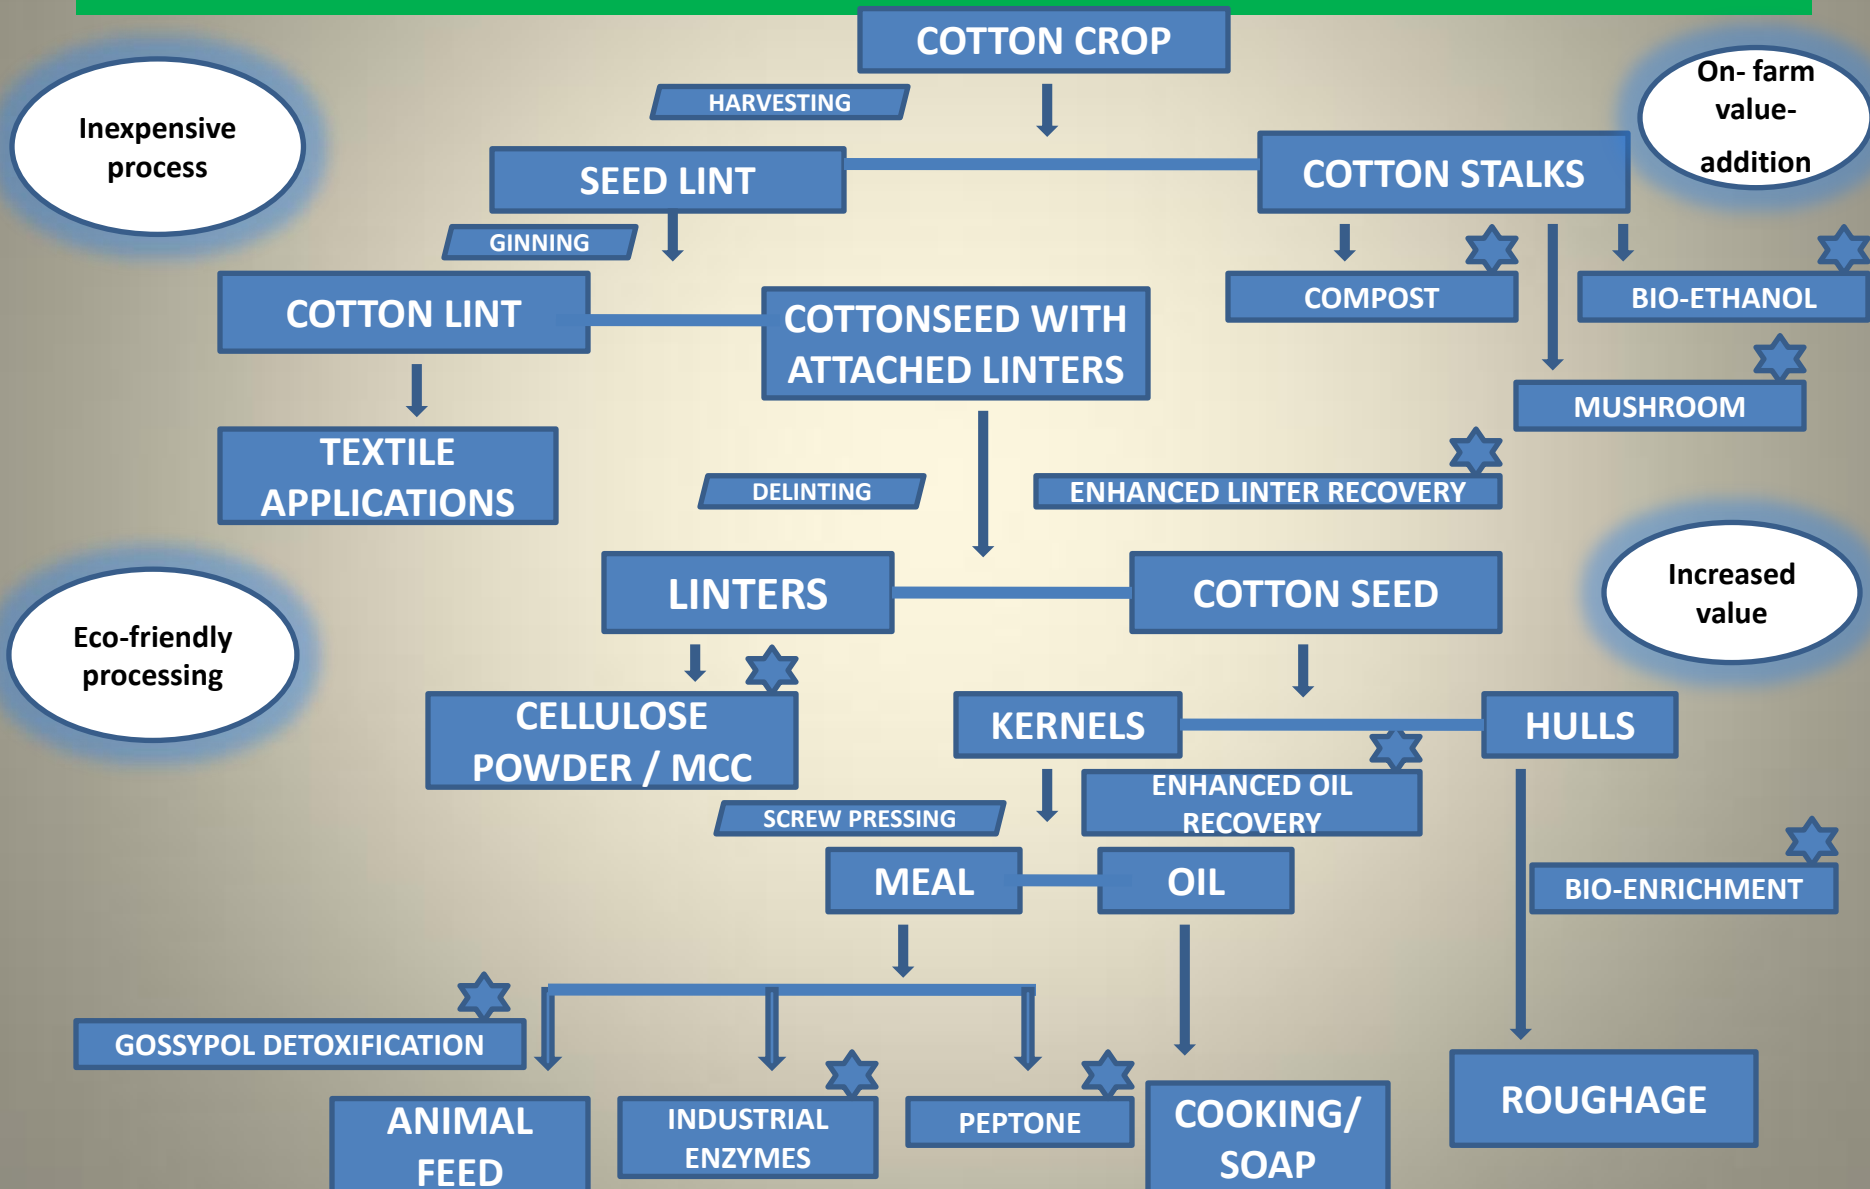 COTTON CROP
On- farm
value-
addition
HARVESTING
Inexpensive
process
SEED LINT
COTTON STALKS
GINNING
COTTON LINT
COTTONSEED WITH
ATTACHED LINTERS
COMPOST
BIO-ETHANOL
MUSHROOM
TEXTILE
APPLICATIONS
DELINTING
ENHANCED LINTER RECOVERY
LINTERS
COTTON SEED
Increased
value
Eco-friendly
processing
CELLULOSE
POWDER / MCC
KERNELS
HULLS
SCREW PRESSING
ENHANCED OIL
RECOVERY
MEAL
OIL
BIO-ENRICHMENT
GOSSYPOL DETOXIFICATION
ANIMAL
FEED
INDUSTRIAL
ENZYMES
PEPTONE
COOKING/
SOAP
ROUGHAGE